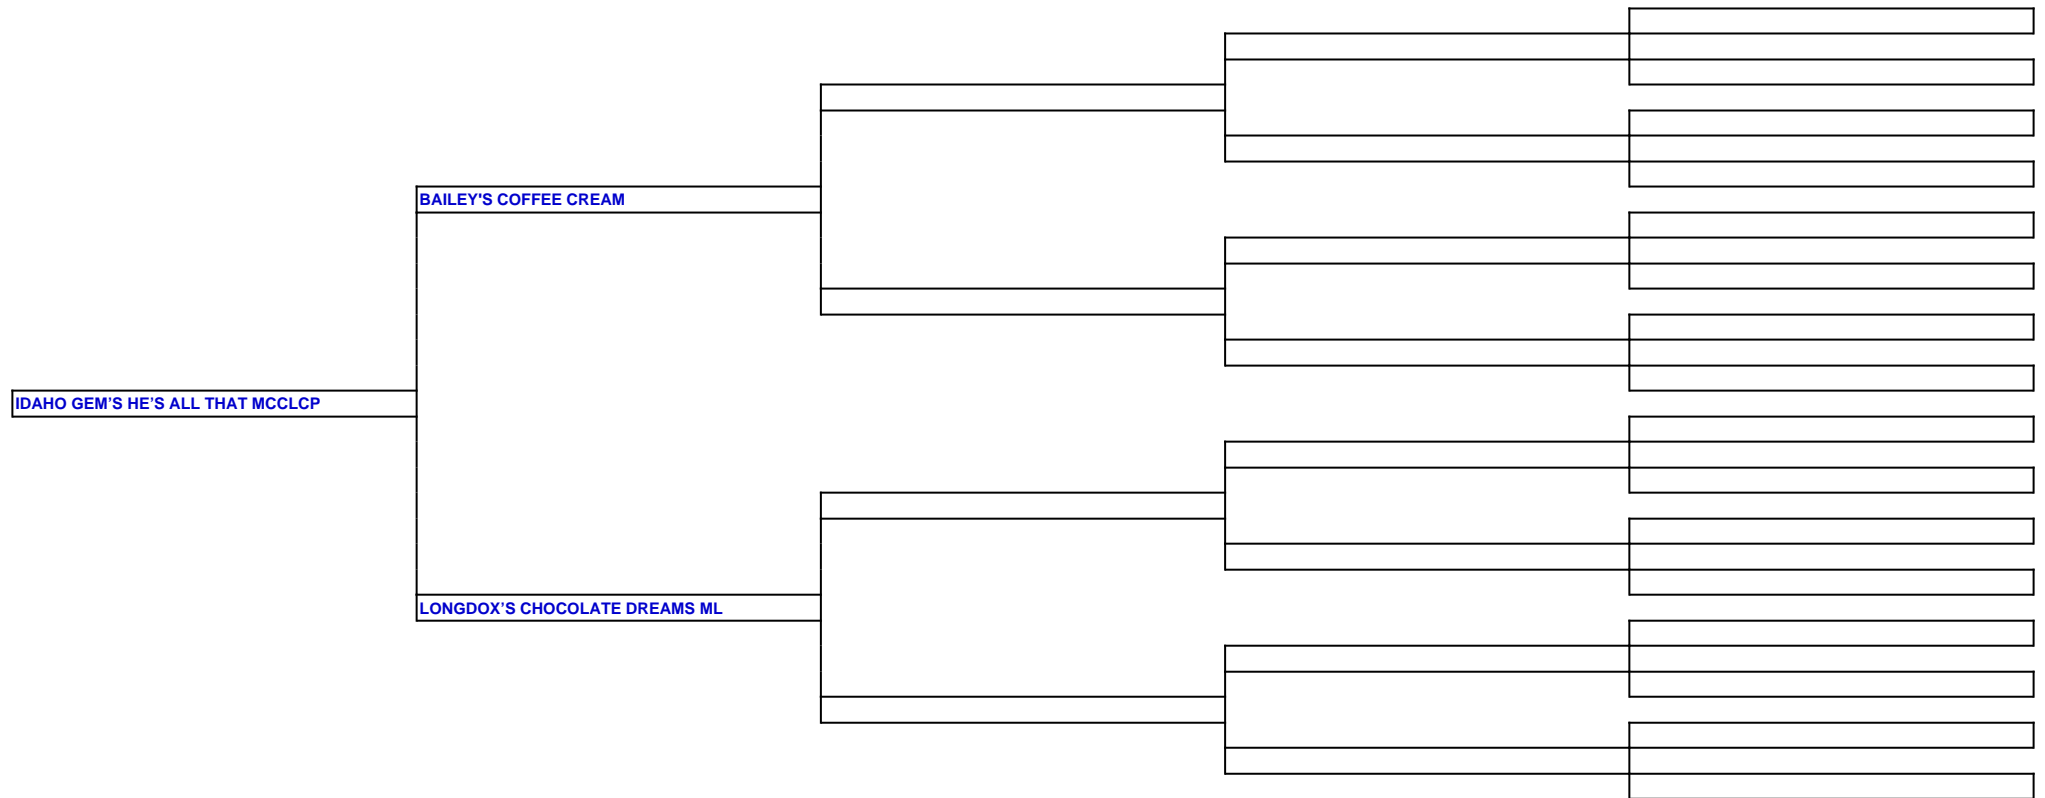 BAILEY'S COFFEE CREAM
IDAHO GEM’S HE’S ALL THAT MCCLCP
LONGDOX’S CHOCOLATE DREAMS ML